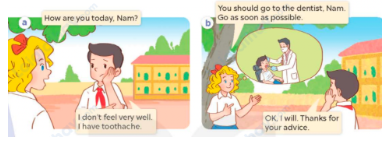 a
How are you today, Nam?
I don't feel very well.
I have toothache.
b
You should go to the dentist, Nam.
Go as soon as possible.
OK, I will. Thanks for
your advice.